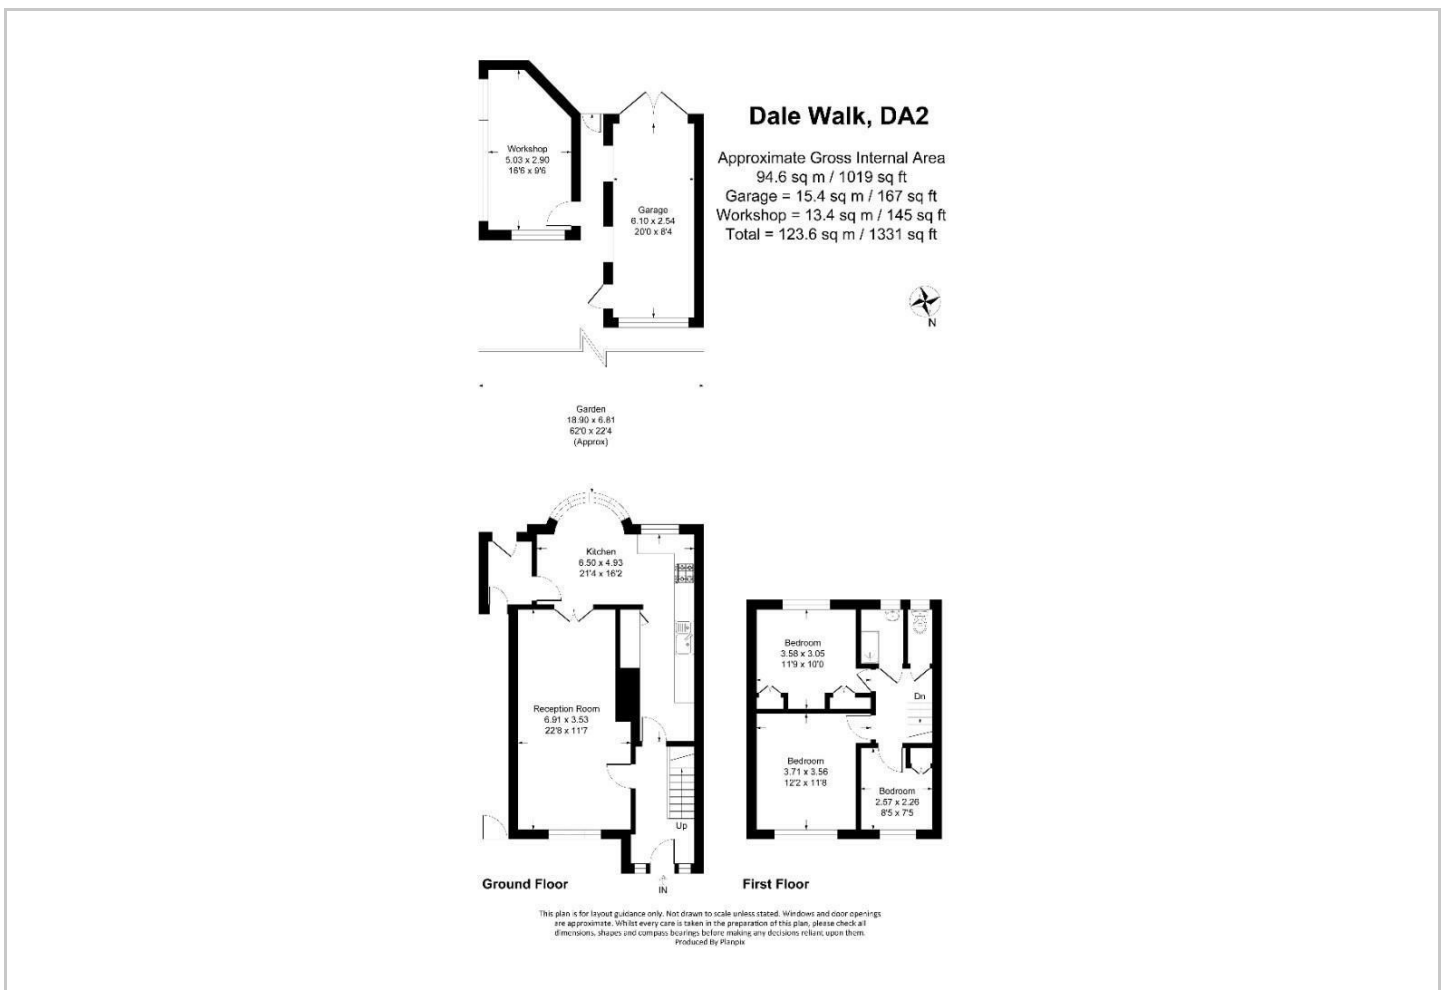 Dale Walk, DA2
Approximate Gross Internal Area
94.6 sq m / 1019 sq ft
Garage = 15.4 sq m / 167 sq ft
Workshop = 13.4 sq m / 145 sq ft
Total = 123.6 sq m / 1331 sq ft
Workshop
5.03 x 2.90
16'6 x 9'6
Garage
6.10 x 2.54
20'0 x 8'4
N
Garden
18.90 x 6.81
62'0 x 22'4
(Approx)
Kitchen
6.50 x 4.93
21'4 x 16'2
Reception Room
6.91 x 3.53
22'8 x 11'7
Up
IN
Ground Floor
Bedroom
3.58 x 3.05
11'9 x 10'0
Dn
Bedroom
3.71 x 3.56
12'2 x 11'8
Bedroom
2.57 x 2.26
8'5 x 7'5
First Floor
This plan is for layout guidance only. Not drawn to scale unless stated. Windows and door openings
are approximate. Whilst every care is taken in the preparation of this plan, please check all
dimensions, shapes and compass bearings before making any decisions reliant upon them.
Produced By Planpix